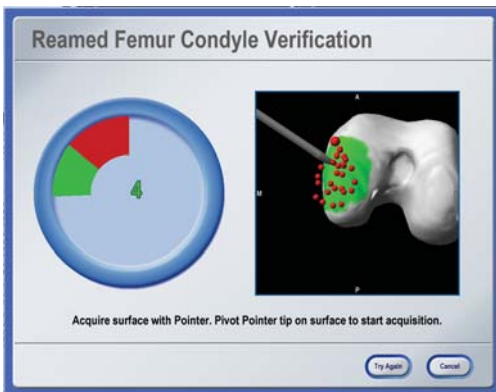 Reamed Femur Condyle Verification
4
A
M
P
Acquire surface with Pointer. Pivot Pointer tip on surface to start acquisition.
Try Again
Cancel